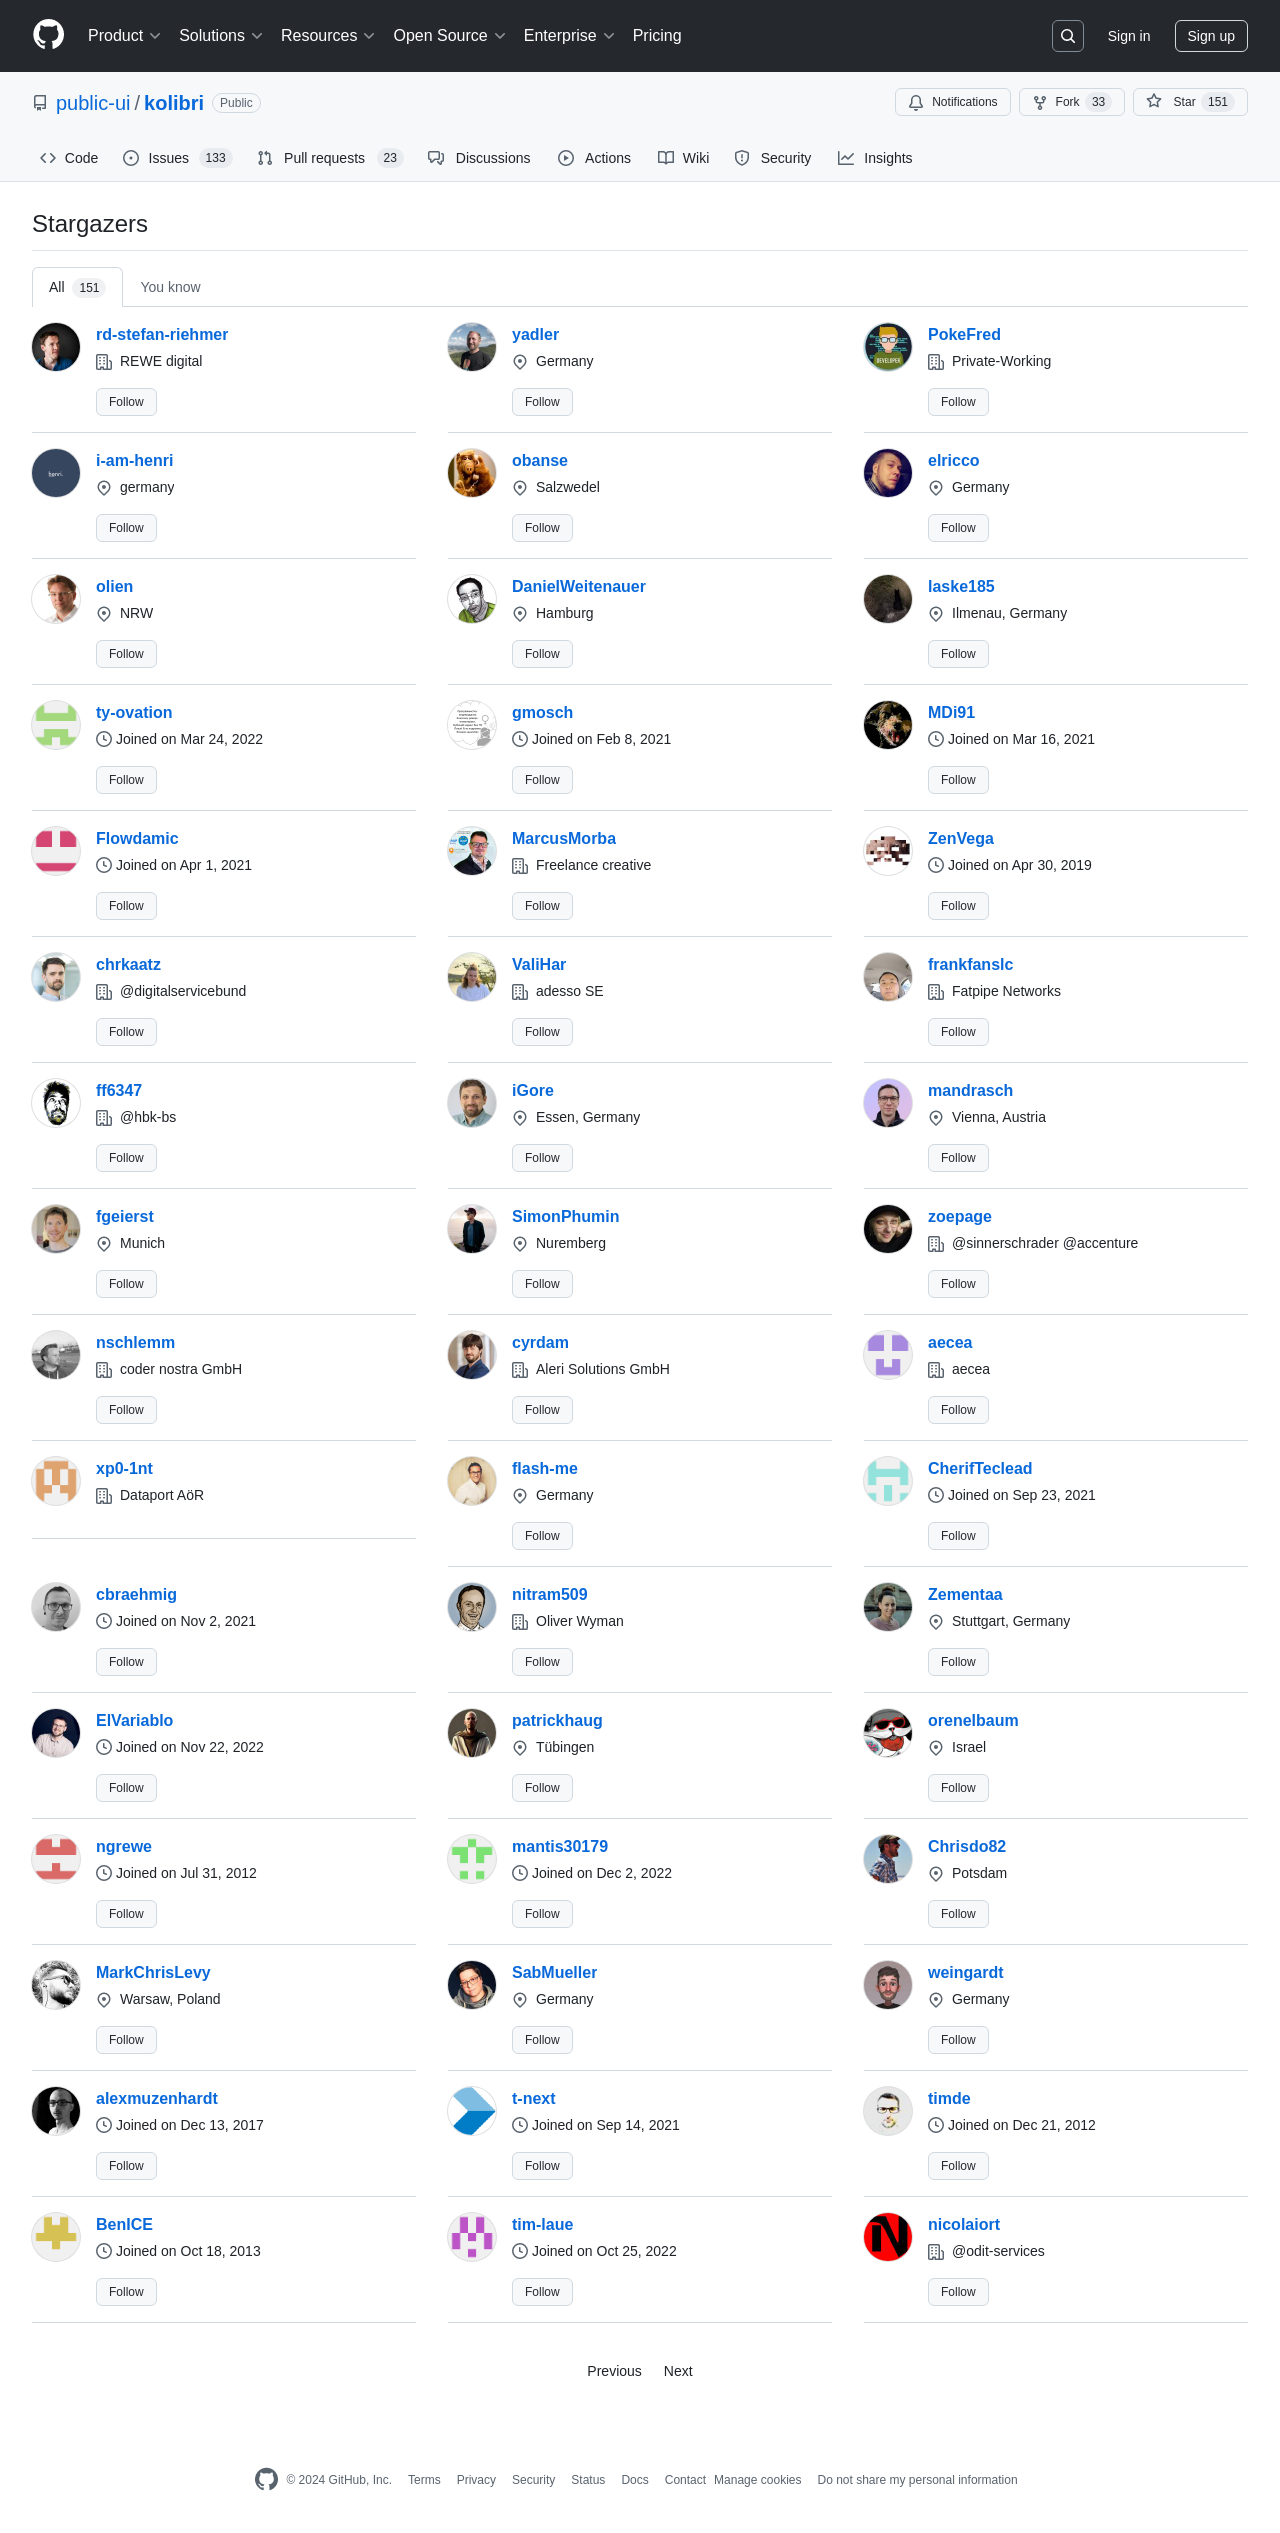 Product Solutions Resources Open Source Enterprise Pricing Sign in Sign up
public-ui / kolibri Public Notifications Fork 33 Star 151
Code Issues 133 Pull requests 23 Discussions Actions Wiki Security Insights
Stargazers
All 151 You know
rd-stefan-riehmer yadler PokeFred
REWE digital Germany Private-Working
Follow Follow Follow
i-am-henri obanse elricco
germany Salzwedel Germany
Follow Follow Follow
olien DanielWeitenauer laske185
NRW Hamburg Ilmenau, Germany
Follow Follow Follow
ty-ovation gmosch MDi91
Joined on Mar 24, 2022 Joined on Feb 8, 2021 Joined on Mar 16, 2021
Follow Follow Follow
Flowdamic MarcusMorba ZenVega
Joined on Apr 1, 2021 Freelance creative Joined on Apr 30, 2019
Follow Follow Follow
chrkaatz ValiHar frankfanslc
@digitalservicebund adesso SE Fatpipe Networks
Follow Follow Follow
ff6347 iGore mandrasch
@hbk-bs Essen, Germany Vienna, Austria
Follow Follow Follow
fgeierst SimonPhumin zoepage
Munich Nuremberg @sinnerschrader @accenture
Follow Follow Follow
nschlemm cyrdam aecea
coder nostra GmbH Aleri Solutions GmbH aecea
Follow Follow Follow
xp0-1nt flash-me CherifTeclead
Dataport AöR Germany Joined on Sep 23, 2021
Follow Follow
cbraehmig nitram509 Zementaa
Joined on Nov 2, 2021 Oliver Wyman Stuttgart, Germany
Follow Follow Follow
ElVariablo patrickhaug orenelbaum
Joined on Nov 22, 2022 Tübingen Israel
Follow Follow Follow
ngrewe mantis30179 Chrisdo82
Joined on Jul 31, 2012 Joined on Dec 2, 2022 Potsdam
Follow Follow Follow
MarkChrisLevy SabMueller weingardt
Warsaw, Poland Germany Germany
Follow Follow Follow
alexmuzenhardt t-next timde
Joined on Dec 13, 2017 Joined on Sep 14, 2021 Joined on Dec 21, 2012
Follow Follow Follow
BenICE tim-laue nicolaiort
Joined on Oct 18, 2013 Joined on Oct 25, 2022 @odit-services
Follow Follow Follow
Previous Next
© 2024 GitHub, Inc. Terms Privacy Security Status Docs Contact Manage cookies Do not share my personal information